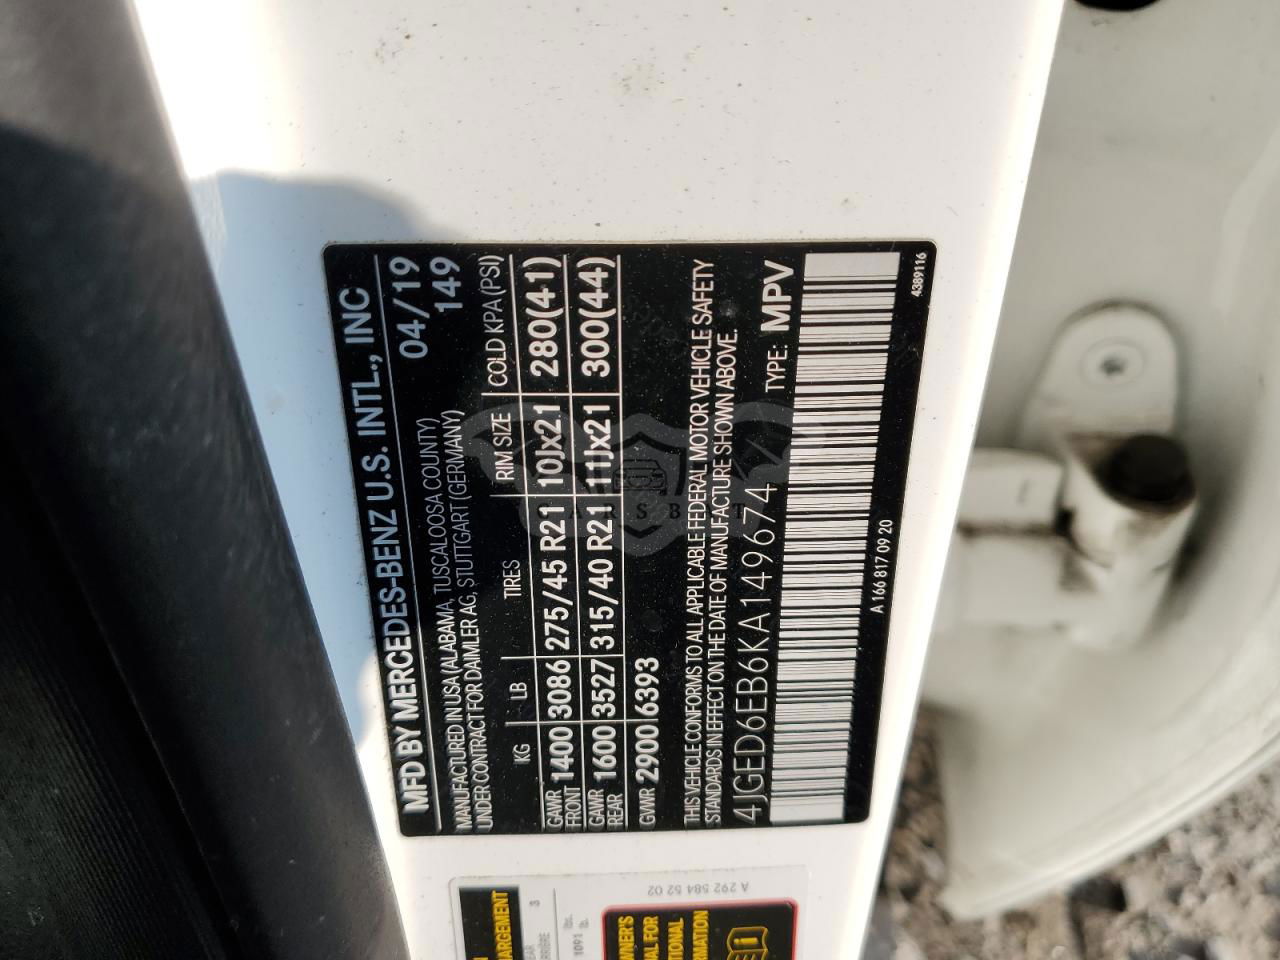 MFD BY MERCEDES-BENZ U.S. INTL., INC
MANUFACTURED IN USA (ALABAMA, TUSCALOOSA COUNTY) 04/19
UNDER CONTRACT FOR DAIMLER AG, STUTTGART (GERMANY) 149
KG LB TIRES RIM SIZE COLD KPA (PSI)
GAWR FRONT 1400 3086 275/45 R21 10Jx21 280(41)
GAWR REAR 1600 3527 315/40 R21 11Jx21 300(44)
GVWR 2900 6393
THIS VEHICLE CONFORMS TO ALL APPLICABLE FEDERAL MOTOR VEHICLE SAFETY
STANDARDS IN EFFECT ON THE DATE OF MANUFACTURE SHOWN ABOVE.
4JGED6EB6KA149674 TYPE: MPV
A 166 817 09 20
4389116
A 292 584 52 02
3
1091